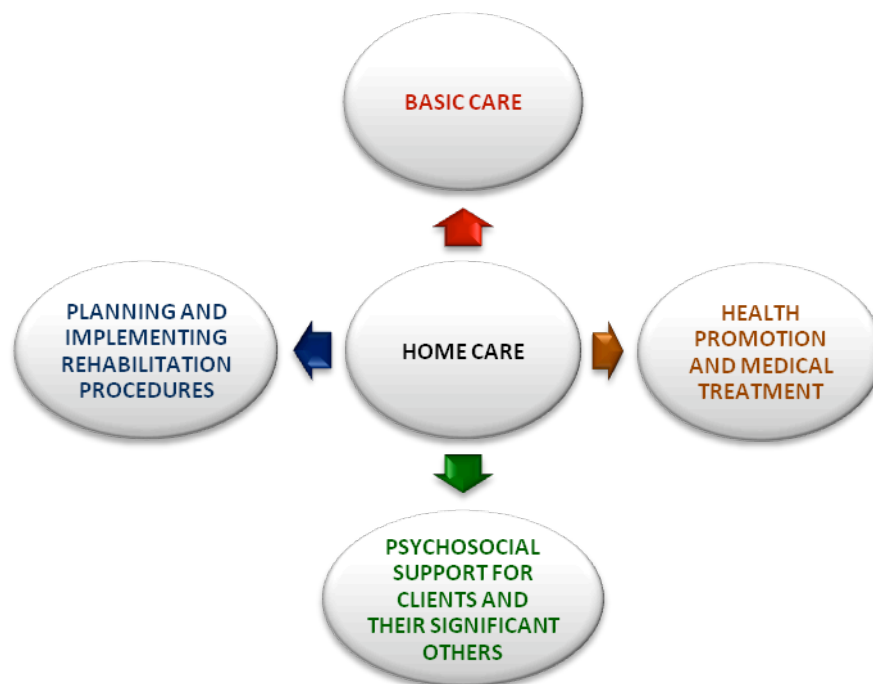 BASIC CARE
PLANNING AND
IMPLEMENTING
REHABILITATION
PROCEDURES
HOME CARE
HEALTH
PROMOTION
AND MEDICAL
TREATMENT
PSYCHOSOCIAL
SUPPORT FOR
CLIENTS AND
THEIR SIGNIFICANT
OTHERS